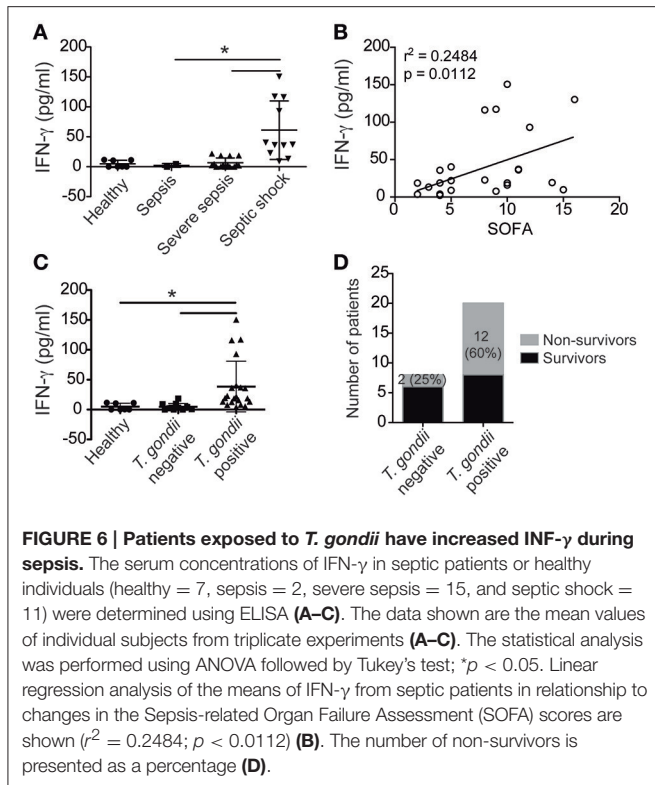 A
IFN-γ (pg/ml)
200
150
100
50
0
-50
*
Healthy
Sepsis
Severe sepsis
Septic shock
B
IFN-γ (pg/ml)
200
150
100
50
0
r² = 0.2484
p = 0.0112
0 5 10 15 20
SOFA
C
IFN-γ (pg/ml)
200
150
100
50
0
-50
*
Healthy
T. gondii
negative
T. gondii
positive
D
Number of patients
25
20
15
10
5
0
2 (25%)
12
(60%)
Non-survivors
Survivors
T. gondii
negative
T. gondii
positive
FIGURE 6 | Patients exposed to T. gondii have increased INF-γ during
sepsis. The serum concentrations of IFN-γ in septic patients or healthy
individuals (healthy = 7, sepsis = 2, severe sepsis = 15, and septic shock =
11) were determined using ELISA (A–C). The data shown are the mean values
of individual subjects from triplicate experiments (A–C). The statistical analysis
was performed using ANOVA followed by Tukey's test; *p < 0.05. Linear
regression analysis of the means of IFN-γ from septic patients in relationship to
changes in the Sepsis-related Organ Failure Assessment (SOFA) scores are
shown (r² = 0.2484; p < 0.0112) (B). The number of non-survivors is
presented as a percentage (D).